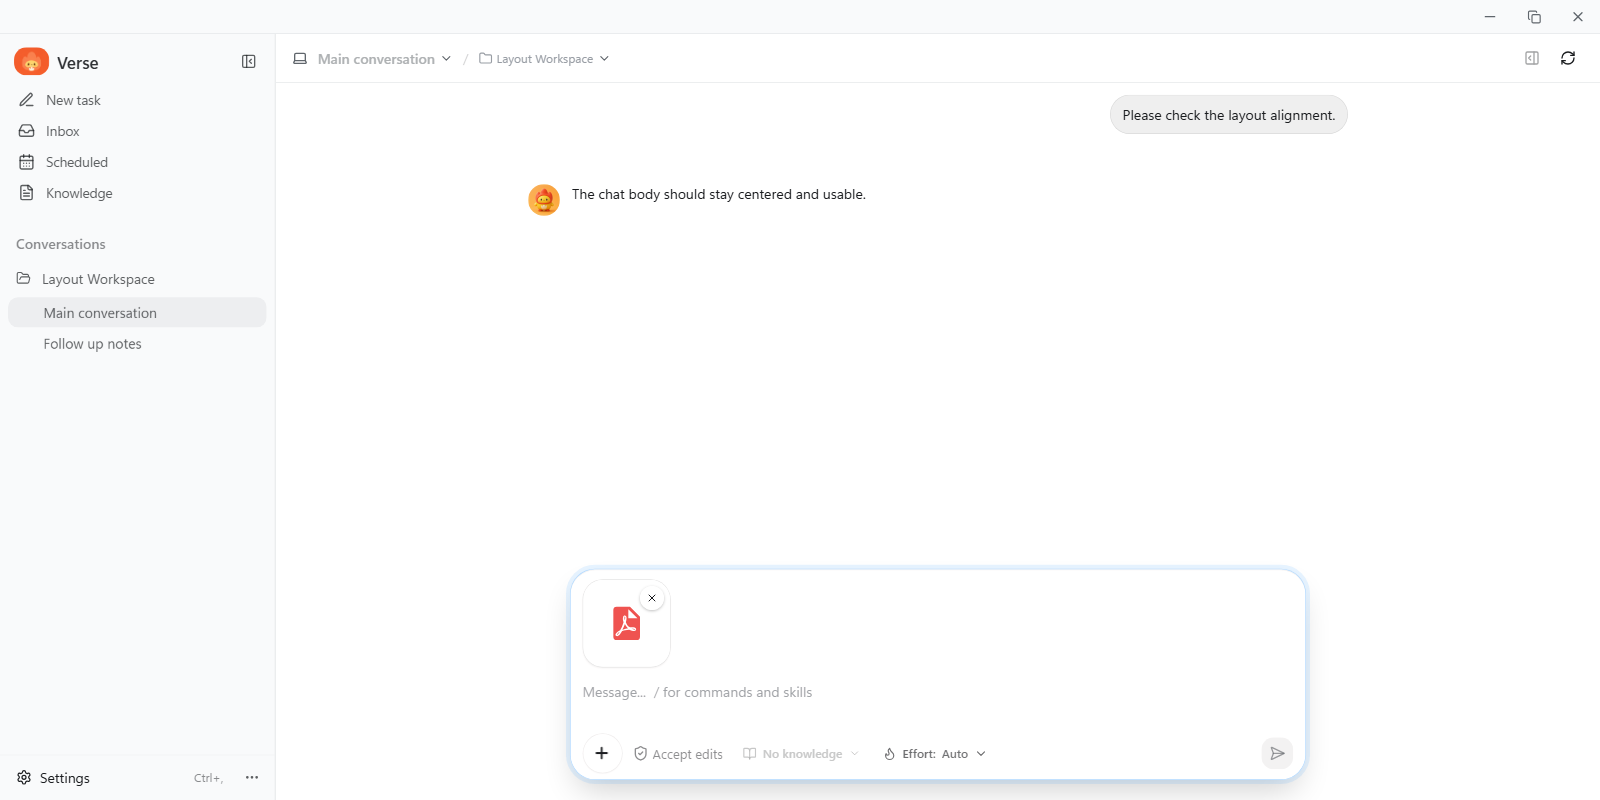 Verse
New task
Inbox
Scheduled
Knowledge
Conversations
Layout Workspace
Main conversation
Follow up notes
Settings
Ctrl+,
Main conversation / Layout Workspace
Please check the layout alignment.
The chat body should stay centered and usable.
Message... / for commands and skills
Accept edits
No knowledge
Effort: Auto